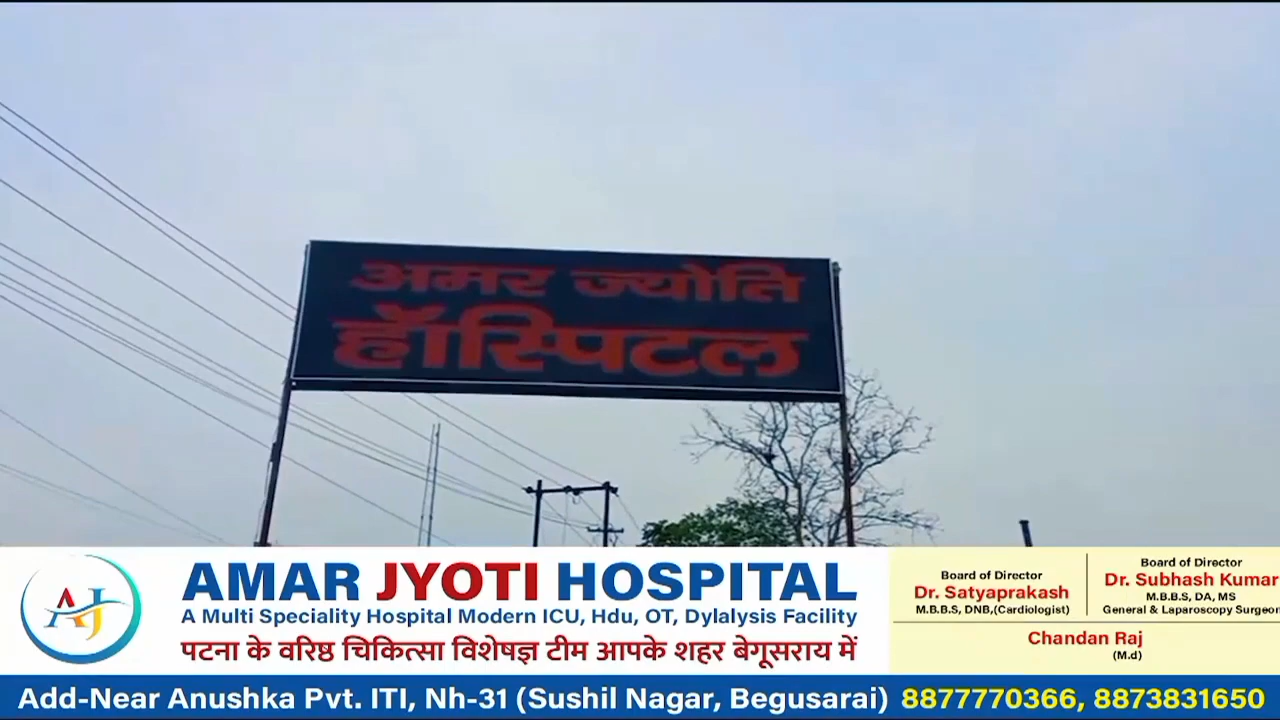 अमर ज्योति
हॉस्पिटल
AJ
AMAR JYOTI HOSPITAL
A Multi Speciality Hospital Modern ICU, Hdu, OT, Dylalysis Facility
पटना के वरिष्ठ चिकित्सा विशेषज्ञ टीम आपके शहर बेगूसराय में
Board of Director
Dr. Satyaprakash
M.B.B.S, DNB,(Cardiologist)
Board of Director
Dr. Subhash Kumar
M.B.B.S, DA, MS
General & Laparoscopy Surgeon
Chandan Raj
(M.d)
Add-Near Anushka Pvt. ITI, Nh-31 (Sushil Nagar, Begusarai) 8877770366, 8873831650